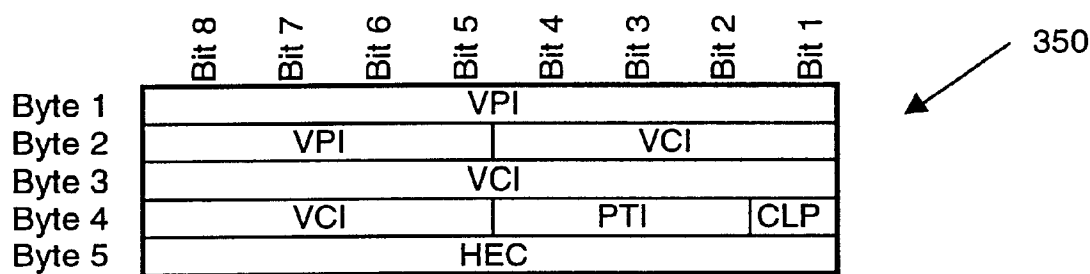 Bit 8 Bit 7 Bit 6 Bit 5 Bit 4 Bit 3 Bit 2 Bit 1
350
Byte 1 VPI
Byte 2 VPI VCI
Byte 3 VCI
Byte 4 VCI PTI CLP
Byte 5 HEC